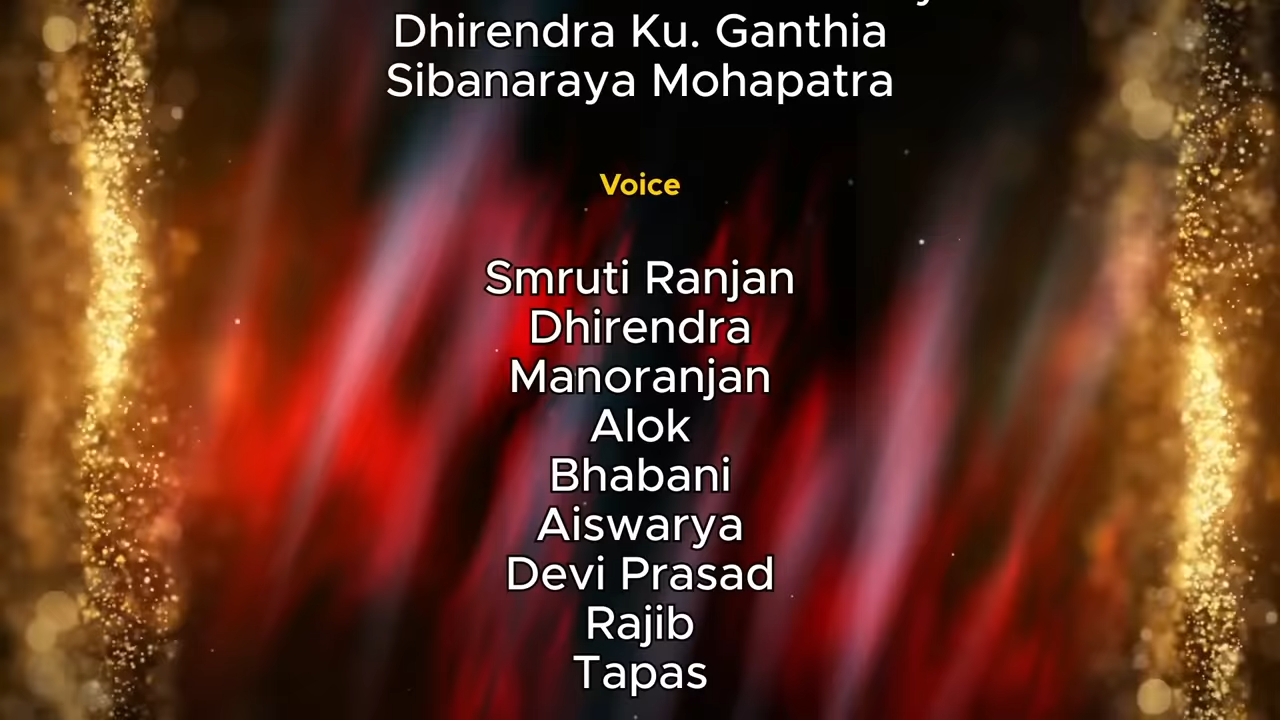 Dhirendra Ku. Ganthia
Sibanaraya Mohapatra
Voice
Smruti Ranjan
Dhirendra
Manoranjan
Alok
Bhabani
Aiswarya
Devi Prasad
Rajib
Tapas